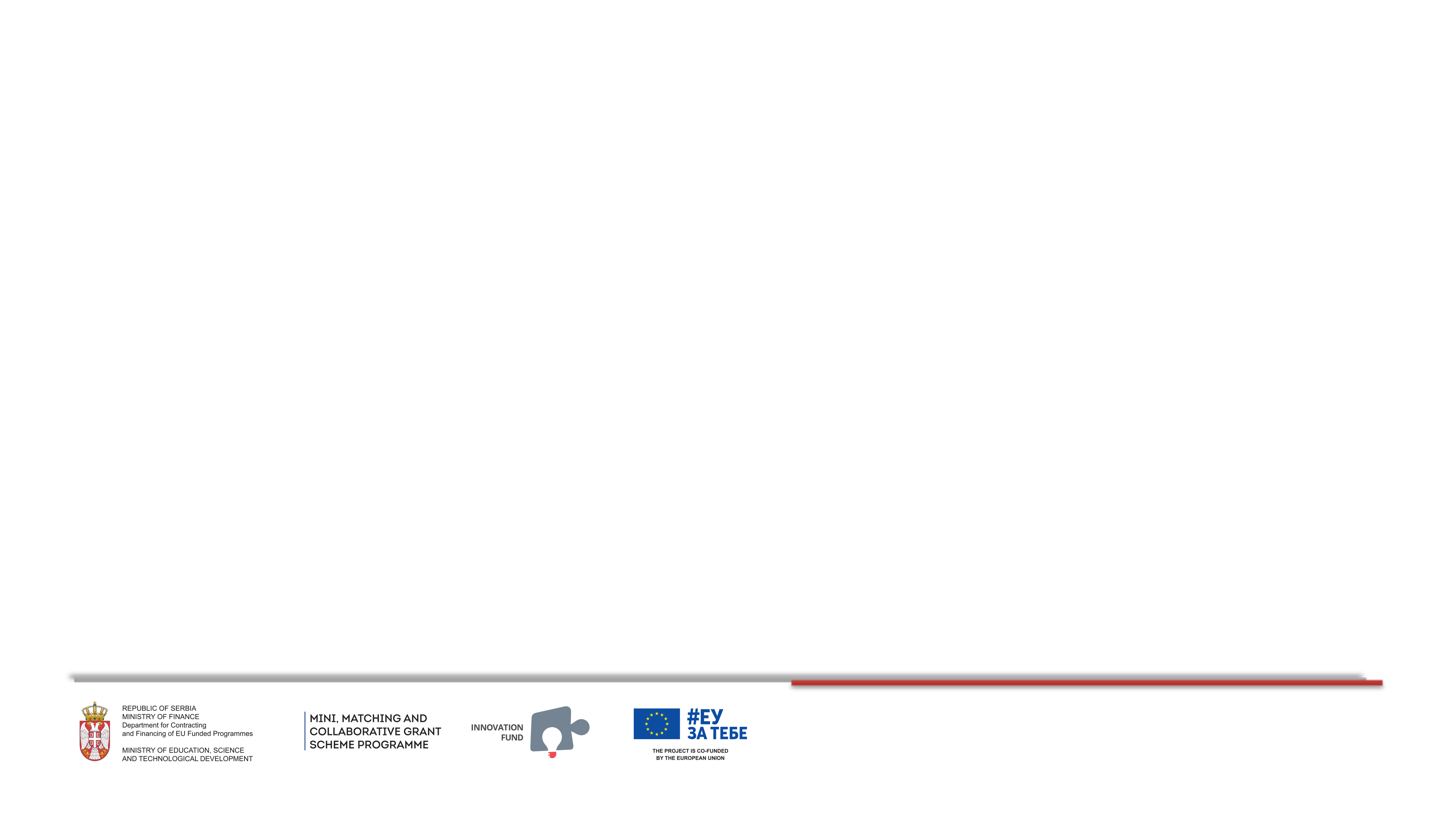 REPUBLIC OF SERBIA
MINISTRY OF FINANCE
Department for Contracting
and Financing of EU Funded Programmes
MINISTRY OF EDUCATION, SCIENCE
AND TECHNOLOGICAL DEVELOPMENT
MINI, MATCHING AND
COLLABORATIVE GRANT
SCHEME PROGRAMME
INNOVATION
FUND
#ЕУ
ЗА ТЕБЕ
THE PROJECT IS CO-FUNDED
BY THE EUROPEAN UNION